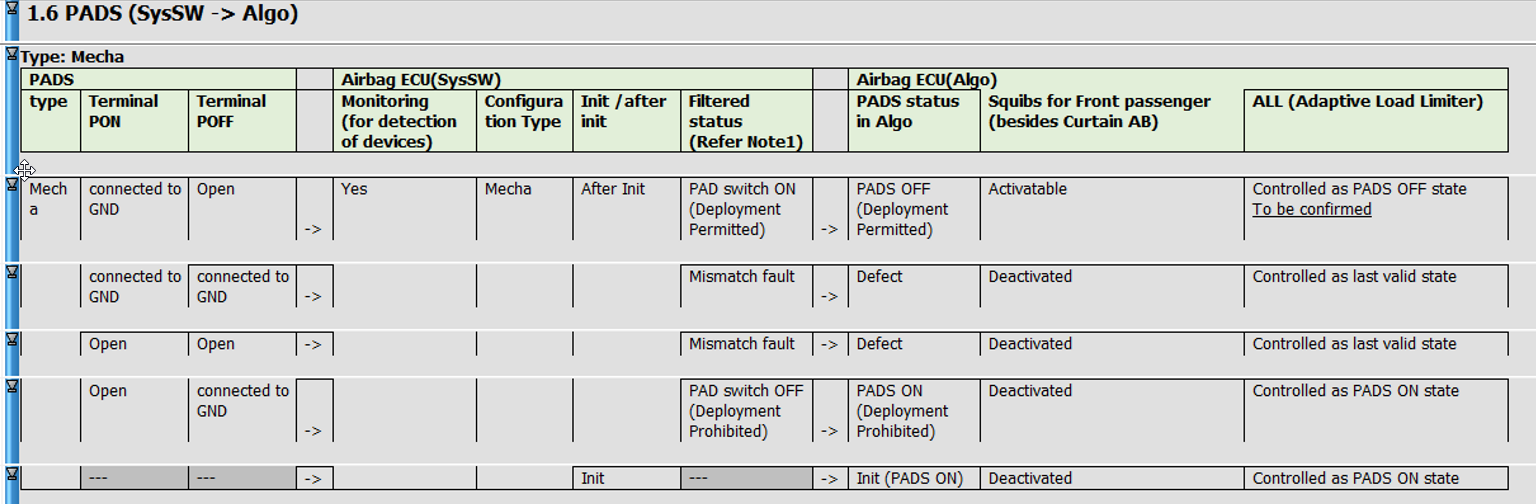 1.6 PADS (SysSW -> Algo)
Type: Mecha
PADS Airbag ECU(SysSW) Airbag ECU(Algo)
type Terminal Terminal Monitoring Configura Init /after Filtered PADS status Squibs for Front passenger ALL (Adaptive Load Limiter)
PON POFF (for detection tion Type init status in Algo (besides Curtain AB)
of devices) (Refer Note1)
Mech connected to Open Yes Mecha After Init PAD switch ON PADS OFF Activatable Controlled as PADS OFF state
a GND (Deployment (Deployment To be confirmed
-> Permitted) -> Permitted)
connected to connected to Mismatch fault Defect Deactivated Controlled as last valid state
GND GND -> ->
Open Open -> Mismatch fault -> Defect Deactivated Controlled as last valid state
Open connected to PAD switch OFF PADS ON Deactivated Controlled as PADS ON state
GND (Deployment (Deployment
-> Prohibited) -> Prohibited)
--- --- -> Init --- -> Init (PADS ON) Deactivated Controlled as PADS ON state